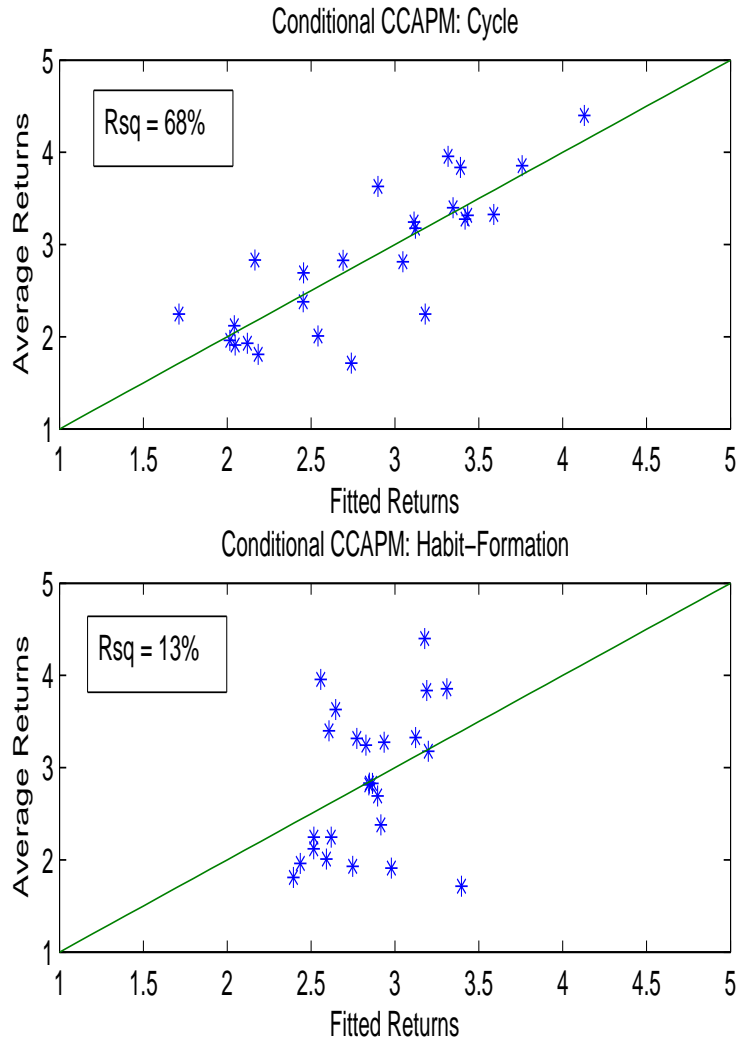 Conditional CCAPM: Cycle
5
Rsq = 68%
4
3
2
1
Average Returns
1 1.5 2 2.5 3 3.5 4 4.5 5
Fitted Returns
Conditional CCAPM: Habit−Formation
5
Rsq = 13%
4
3
2
1
Average Returns
1 1.5 2 2.5 3 3.5 4 4.5 5
Fitted Returns